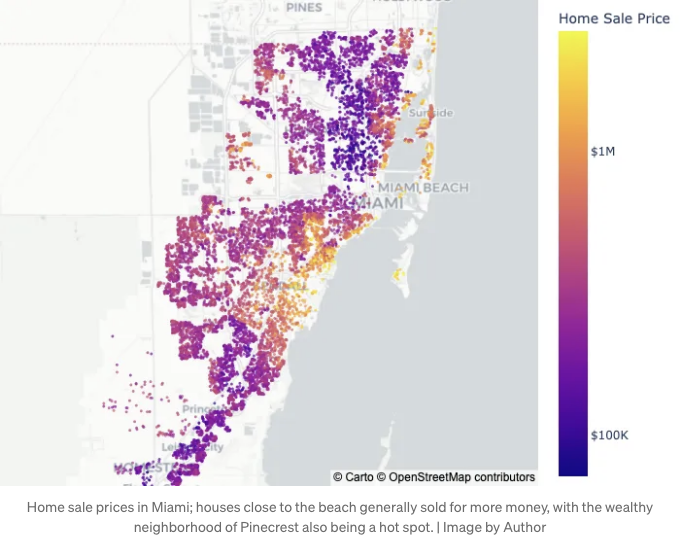 PINES
Home Sale Price
$1M
MIAMI BEACH
MIAMI
$100K
© Carto © OpenStreetMap contributors
Home sale prices in Miami; houses close to the beach generally sold for more money, with the wealthy
neighborhood of Pinecrest also being a hot spot. | Image by Author